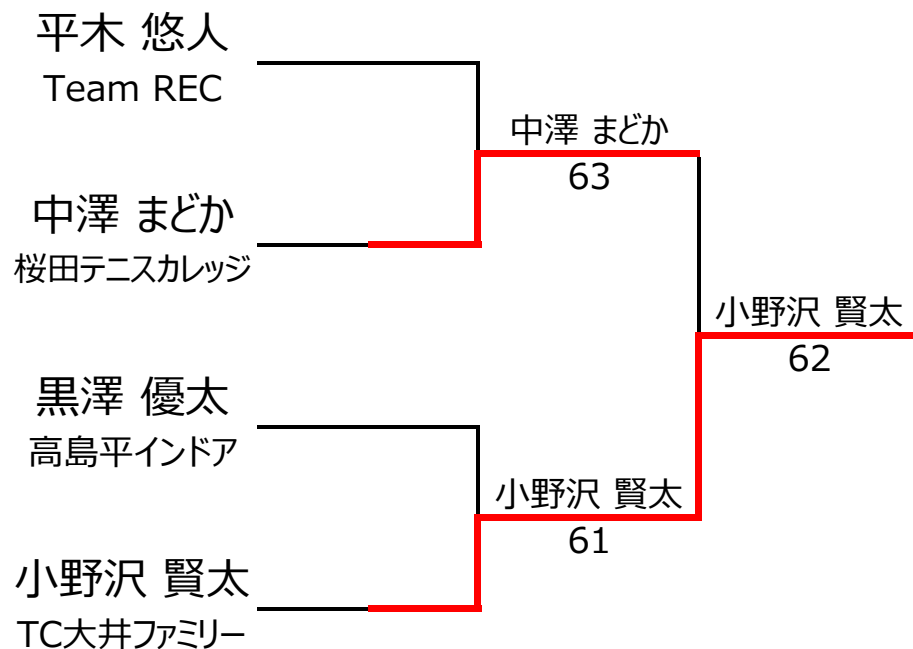 平木 悠人
Team REC
中澤 まどか
63
中澤 まどか
桜田テニスカレッジ
小野沢 賢太
62
黒澤 優太
高島平インドア
小野沢 賢太
61
小野沢 賢太
TC大井ファミリー